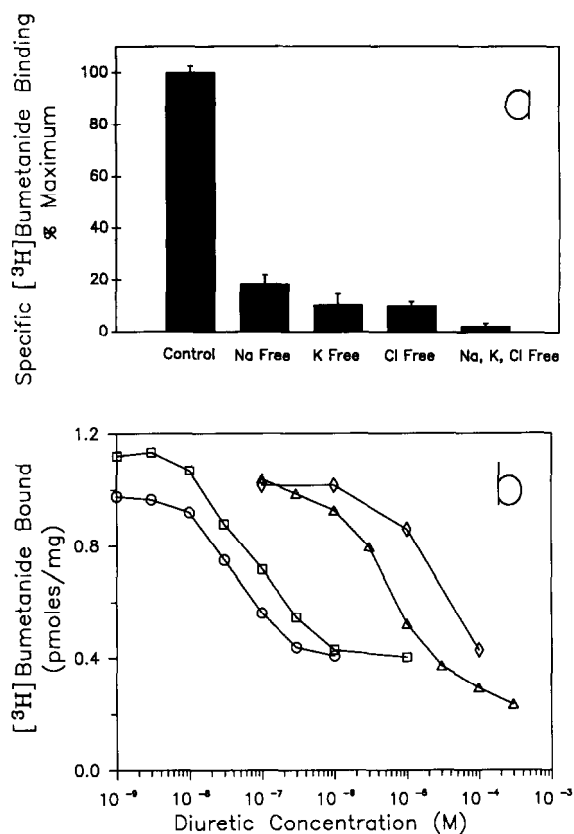 Specific [³H]Bumetanide Binding
% Maximum
100
80
60
40
20
0
a
Control Na Free K Free Cl Free Na, K, Cl Free
[³H]Bumetanide Bound
(pmoles/mg)
1.2
0.8
0.4
0.0
b
10⁻⁹ 10⁻⁸ 10⁻⁷ 10⁻⁶ 10⁻⁵ 10⁻⁴ 10⁻³
Diuretic Concentration (M)